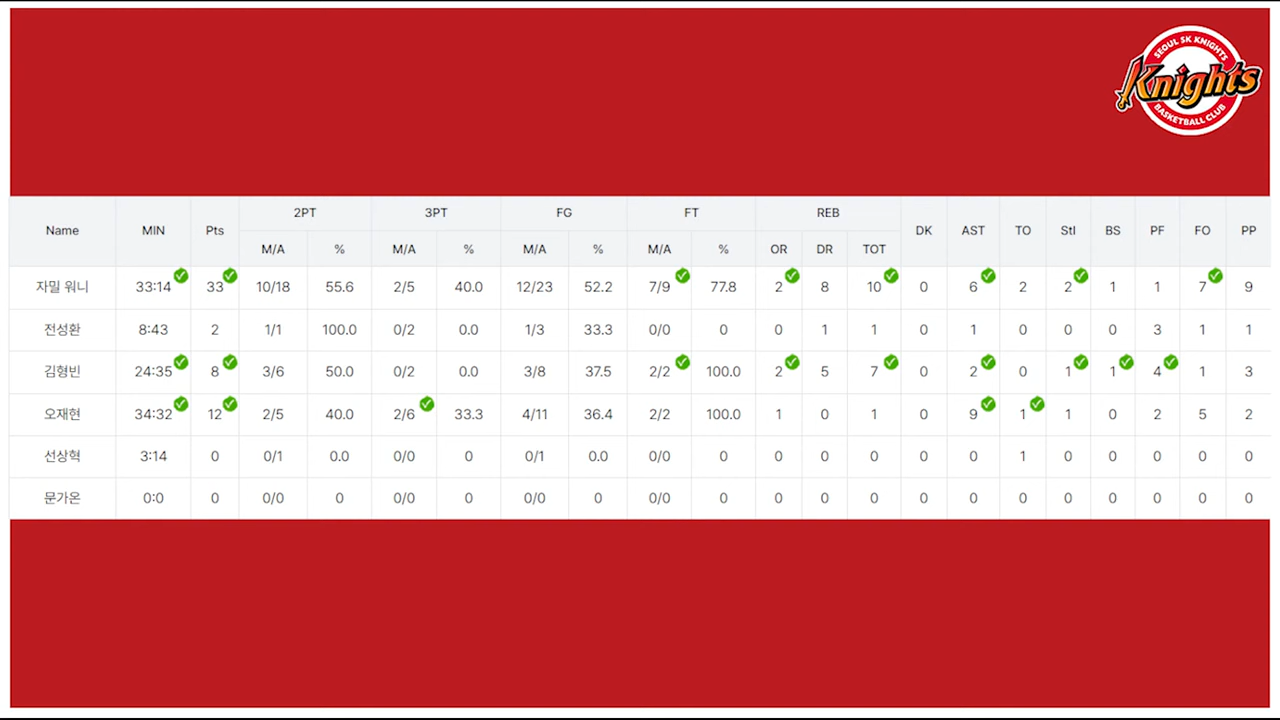 SEOUL SK KNIGHTS
Knights
BASKETBALL CLUB
Name MIN Pts 2PT 3PT FG FT REB DK AST TO Stl BS PF FO PP
M/A % M/A % M/A % M/A % OR DR TOT
자밀 워니 33:14 33 10/18 55.6 2/5 40.0 12/23 52.2 7/9 77.8 2 8 10 0 6 2 2 1 1 7 9
전성환 8:43 2 1/1 100.0 0/2 0.0 1/3 33.3 0/0 0 0 1 1 0 1 0 0 0 3 1 1
김형빈 24:35 8 3/6 50.0 0/2 0.0 3/8 37.5 2/2 100.0 2 5 7 0 2 0 1 1 4 1 3
오재현 34:32 12 2/5 40.0 2/6 33.3 4/11 36.4 2/2 100.0 1 0 1 0 9 1 1 0 2 5 2
선상혁 3:14 0 0/1 0.0 0/0 0 0/1 0.0 0/0 0 0 0 0 0 0 1 0 0 0 0 0
문가온 0:0 0 0/0 0 0/0 0 0/0 0 0/0 0 0 0 0 0 0 0 0 0 0 0 0